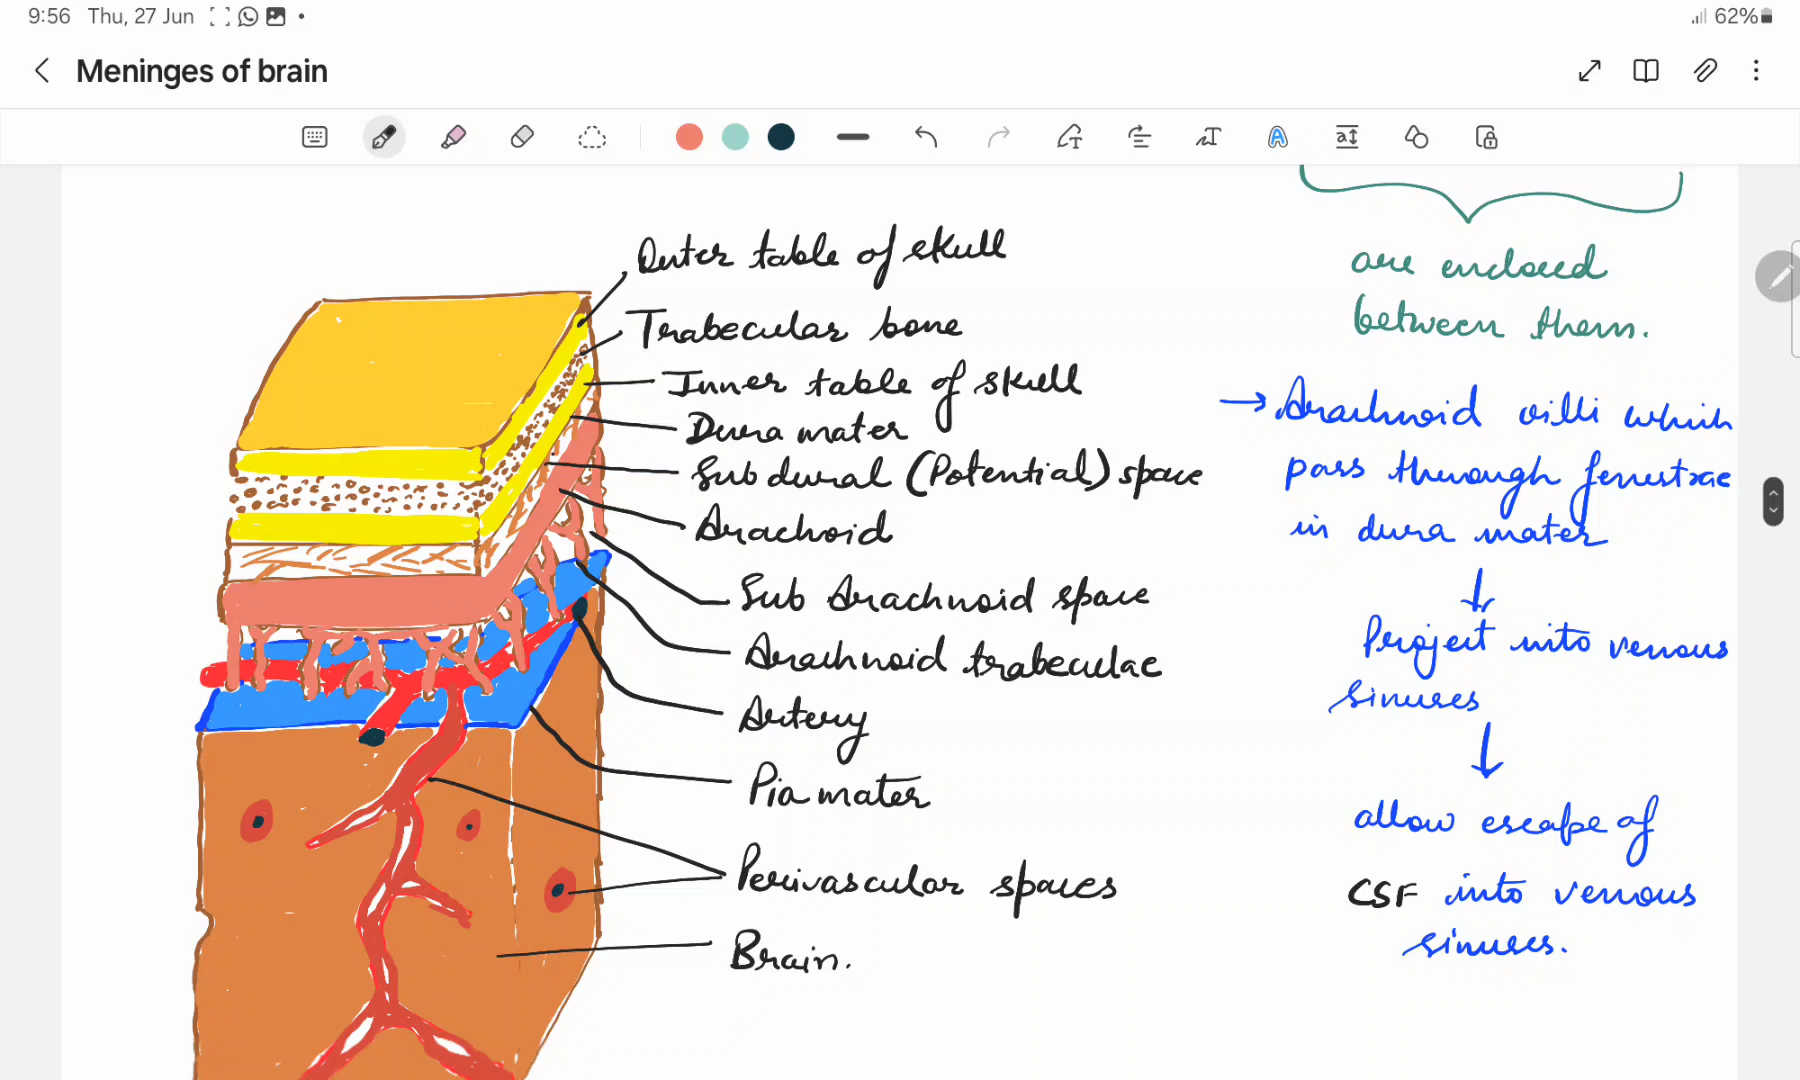 9:56 Thu, 27 Jun
62%
Meninges of brain
Outer table of skull
Trabecular bone
Inner table of skull
Dura mater
Sub dural (Potential) space
Arachnoid
Sub Arachnoid space
Arachnoid trabeculae
Artery
Pia mater
Perivascular spaces
Brain.
are enclosed
between them.
→ Arachnoid villi which
pass through fenestrae
in dura mater
↓
Project into venous
sinuses
↓
allow escape of
CSF into venous
sinuses.